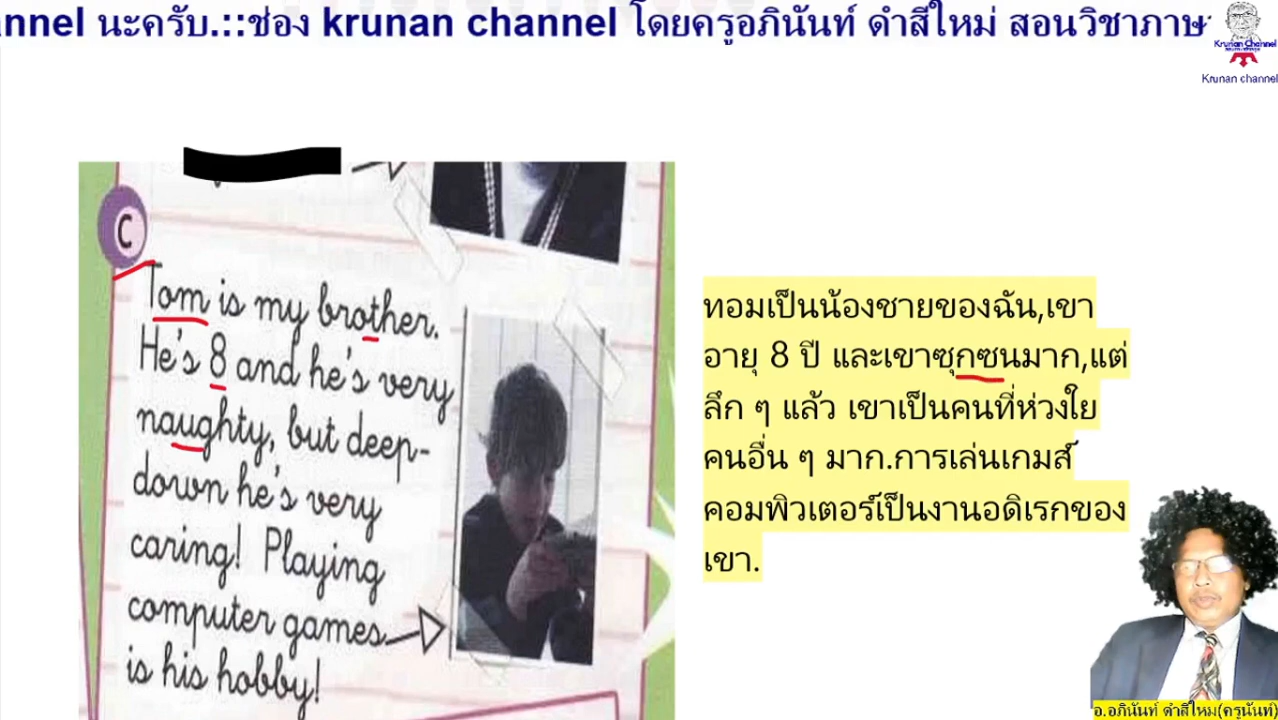 nnel นะครับ.::ช่อง krunan channel โดยครูอภินันท์ ดำสีใหม่ สอนวิชาภาษ
Krunan Channel
Krunan channel
C
Tom is my brother.
He's 8 and he's very
naughty, but deep-
down he's very
caring! Playing
computer games
is his hobby!
ทอมเป็นน้องชายของฉัน,เขา
อายุ 8 ปี และเขาซุกซนมาก,แต่
ลึก ๆ แล้ว เขาเป็นคนที่ห่วงใย
คนอื่น ๆ มาก.การเล่นเกมส์
คอมพิวเตอร์เป็นงานอดิเรกของ
เขา.
อ.อภินันท์ ดำสีใหม่(ครูนันท์)